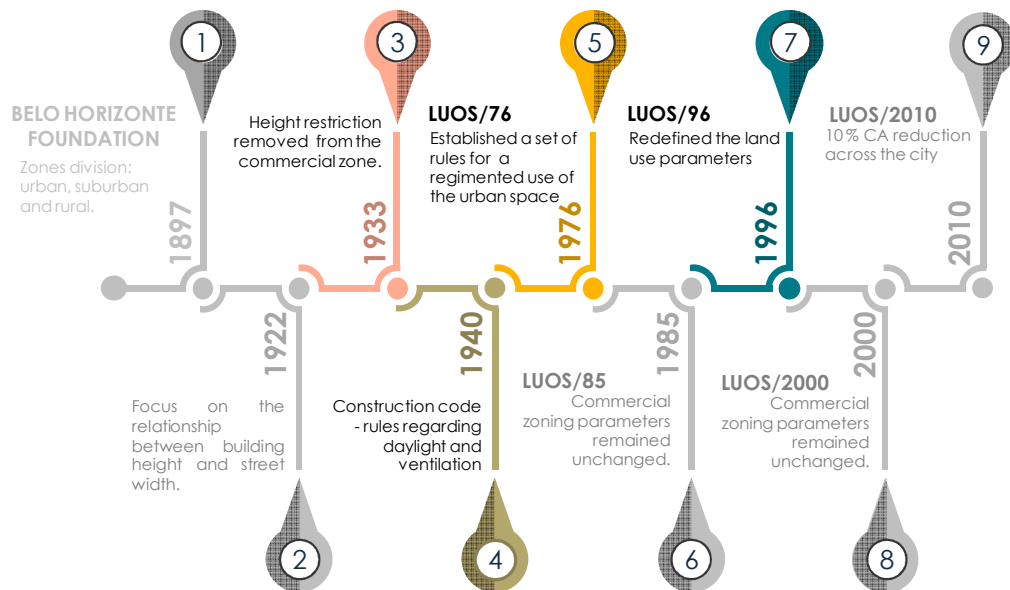 1
BELO HORIZONTE
FOUNDATION
Zones division:
urban, suburban
and rural.
1897
2
1922
Focus on the
relationship
between building
height and street
width.
3
Height restriction
removed from the
commercial zone.
1933
4
1940
Construction code
- rules regarding
daylight and
ventilation
5
LUOS/76
Established a set of
rules for a
regimented use of
the urban space
1976
6
1985
LUOS/85
Commercial
zoning parameters
remained
unchanged.
7
LUOS/96
Redefined the land
use parameters
1996
8
2000
LUOS/2000
Commercial
zoning parameters
remained
unchanged.
9
LUOS/2010
10% CA reduction
across the city
2010